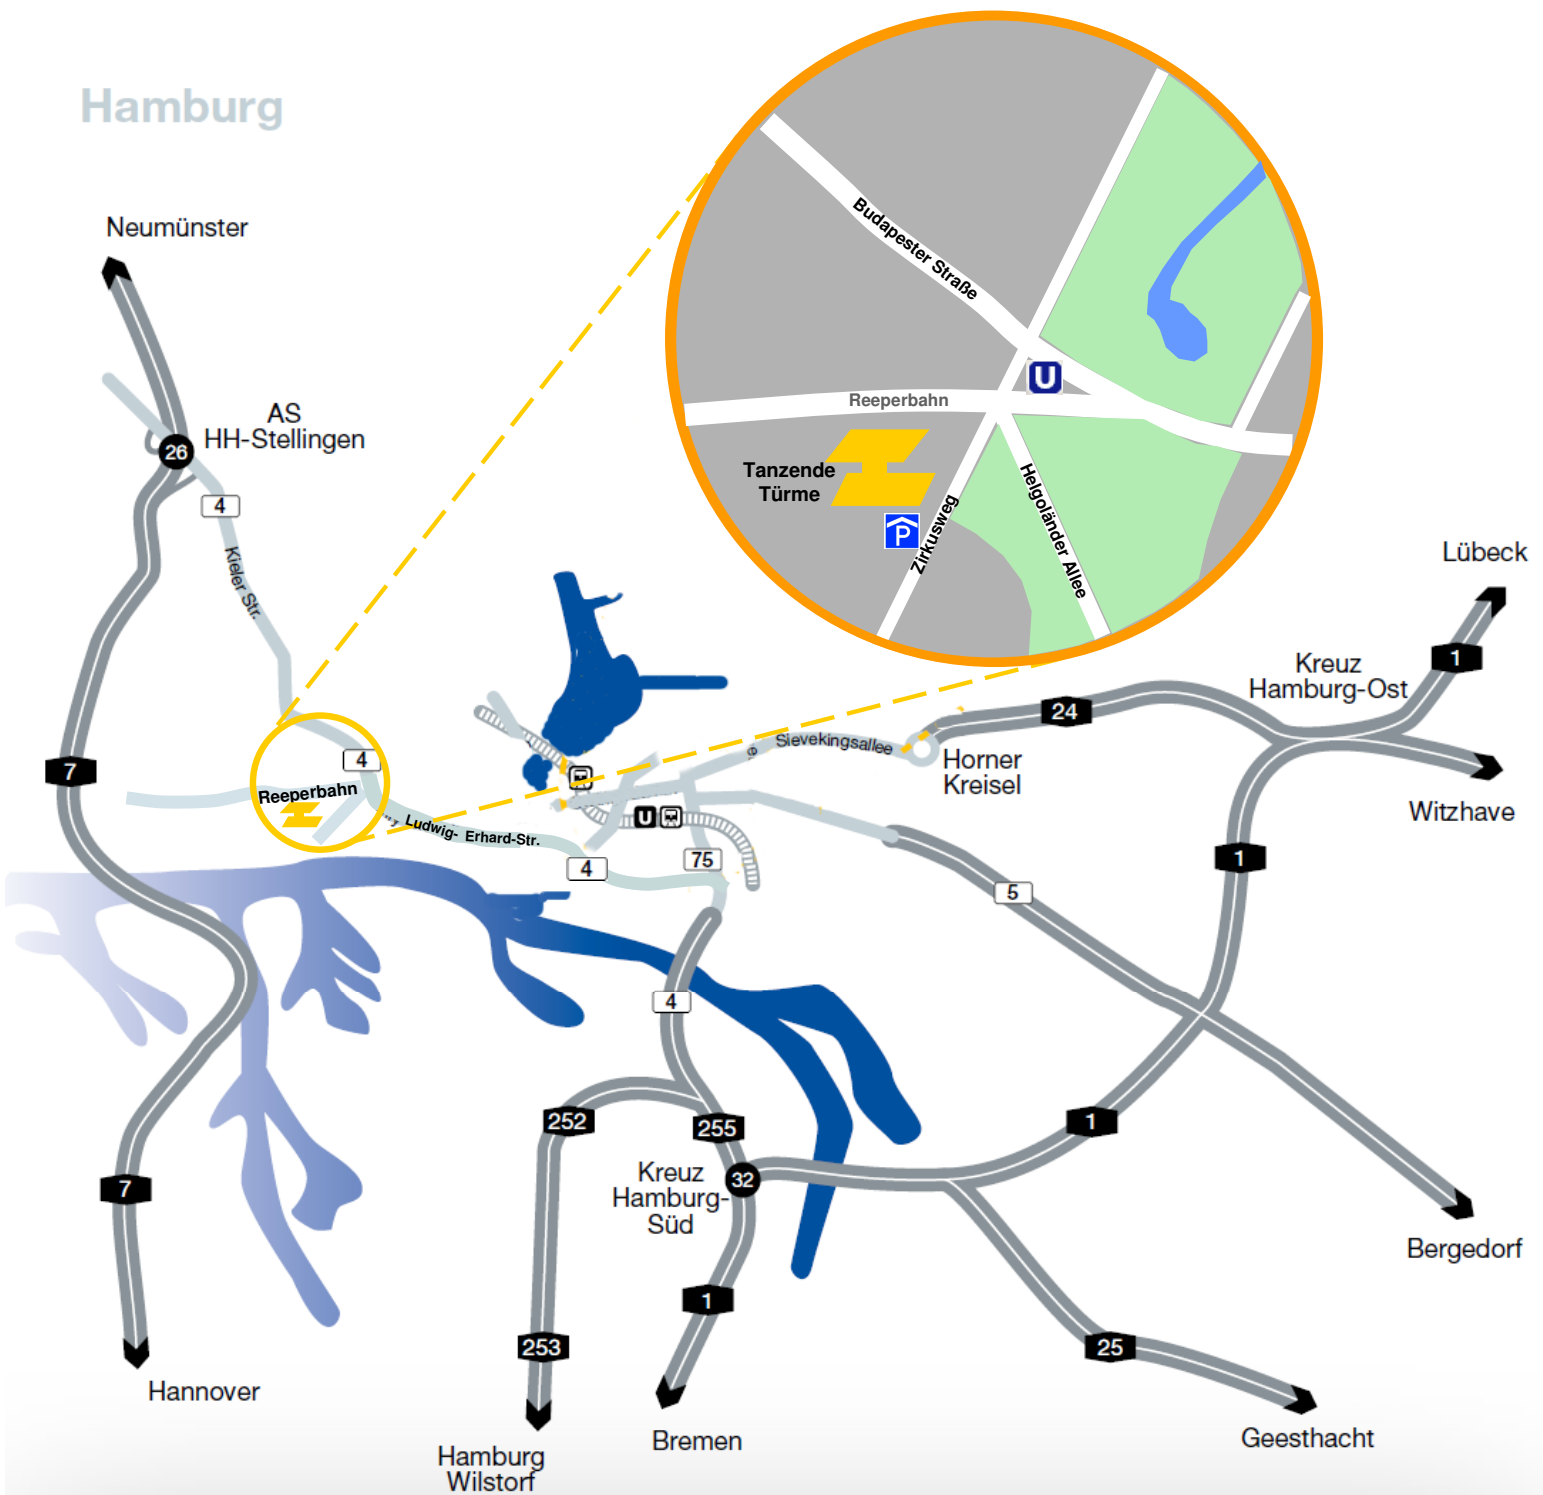 Hamburg
Neumünster
AS
HH-Stellingen
26
4
Kieler Str.
7
4
Reeperbahn
Ludwig- Erhard-Str.
4
Budapester Straße
U
Reeperbahn
Tanzende
Türme
P
Zirkusweg
Helgoländer Allee
Lübeck
1
Kreuz
Hamburg-Ost
24
Sievekingsallee
Horner
Kreisel
Witzhave
U
75
1
5
4
252
255
1
Kreuz
Hamburg-
Süd
32
7
Bergedorf
1
253
25
Hannover
Bremen
Geesthacht
Hamburg
Wilstorf